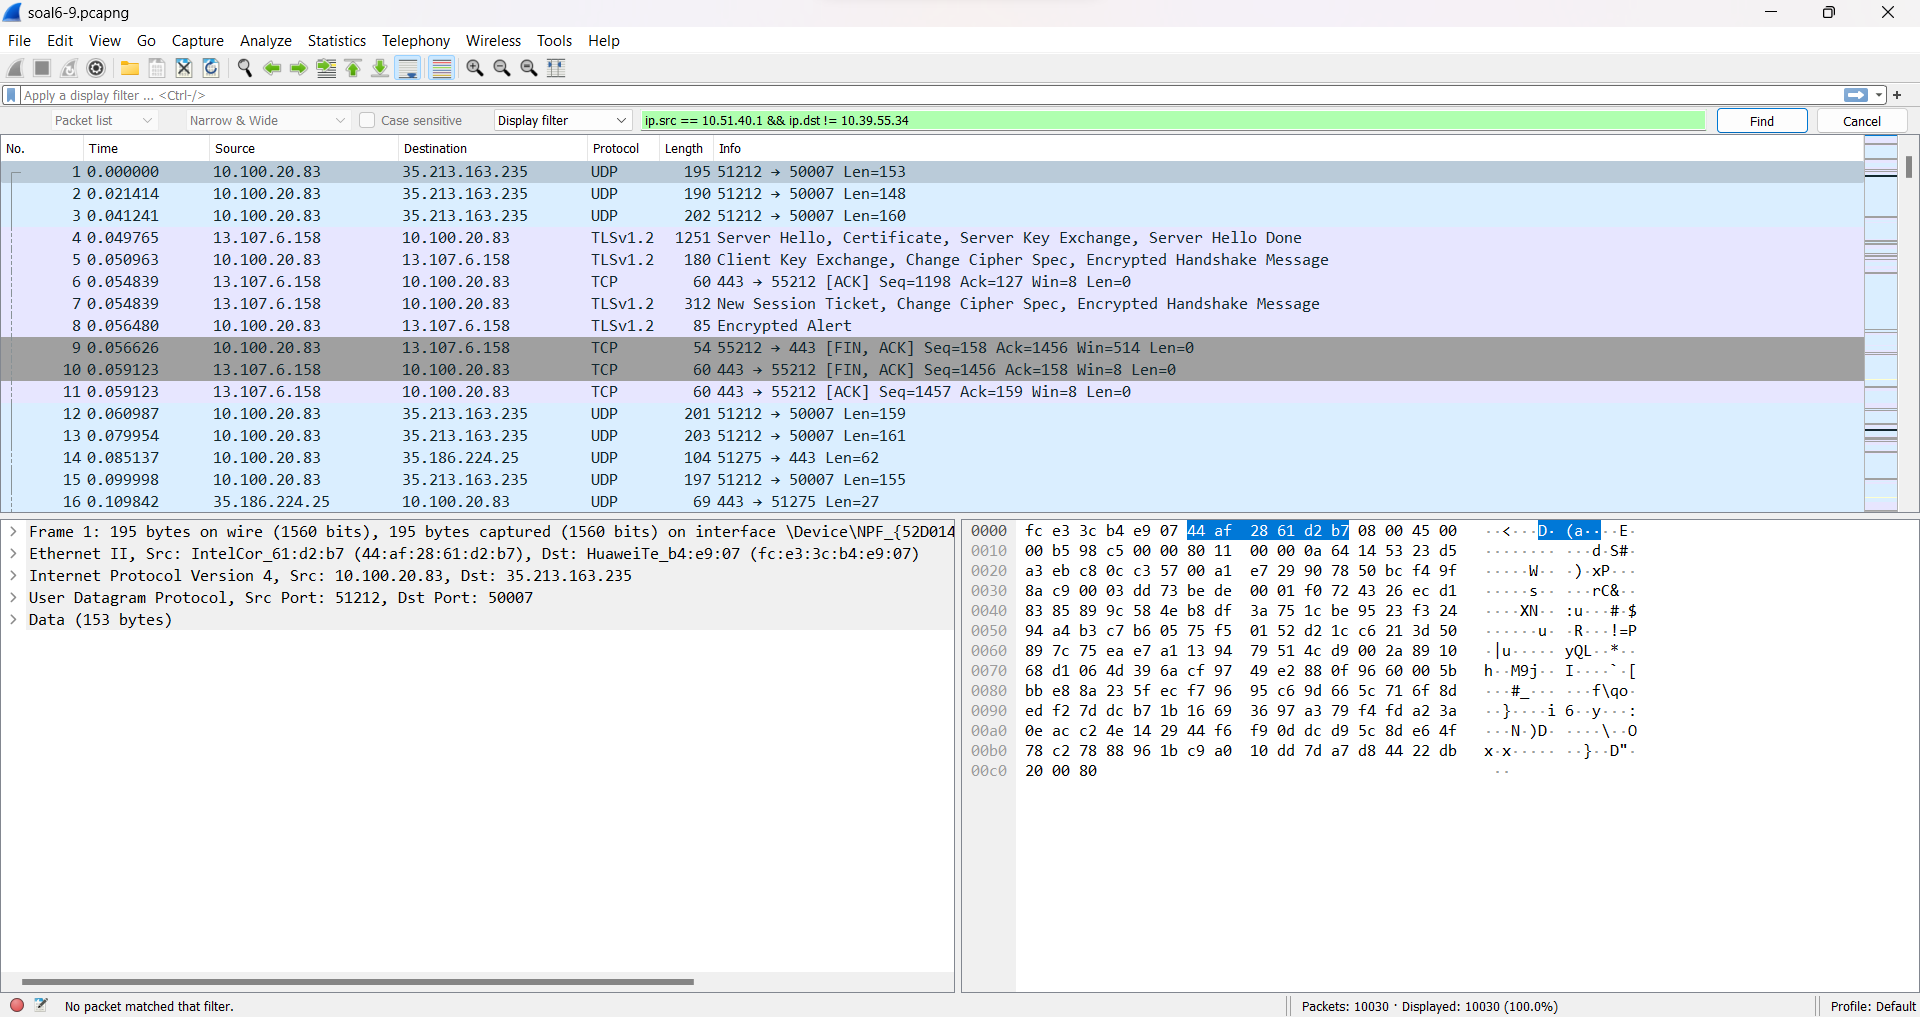 soal6-9.pcapng
File Edit View Go Capture Analyze Statistics Telephony Wireless Tools Help
Apply a display filter ... <Ctrl-/>
Packet list Narrow & Wide Case sensitive Display filter ip.src == 10.51.40.1 && ip.dst != 10.39.55.34 Find Cancel
No. Time Source Destination Protocol Length Info
1 0.000000 10.100.20.83 35.213.163.235 UDP 195 51212 → 50007 Len=153
2 0.021414 10.100.20.83 35.213.163.235 UDP 190 51212 → 50007 Len=148
3 0.041241 10.100.20.83 35.213.163.235 UDP 202 51212 → 50007 Len=160
4 0.049765 13.107.6.158 10.100.20.83 TLSv1.2 1251 Server Hello, Certificate, Server Key Exchange, Server Hello Done
5 0.050963 10.100.20.83 13.107.6.158 TLSv1.2 180 Client Key Exchange, Change Cipher Spec, Encrypted Handshake Message
6 0.054839 13.107.6.158 10.100.20.83 TCP 60 443 → 55212 [ACK] Seq=1198 Ack=127 Win=8 Len=0
7 0.054839 13.107.6.158 10.100.20.83 TLSv1.2 312 New Session Ticket, Change Cipher Spec, Encrypted Handshake Message
8 0.056480 10.100.20.83 13.107.6.158 TLSv1.2 85 Encrypted Alert
9 0.056626 10.100.20.83 13.107.6.158 TCP 54 55212 → 443 [FIN, ACK] Seq=158 Ack=1456 Win=514 Len=0
10 0.059123 13.107.6.158 10.100.20.83 TCP 60 443 → 55212 [FIN, ACK] Seq=1456 Ack=158 Win=8 Len=0
11 0.059123 13.107.6.158 10.100.20.83 TCP 60 443 → 55212 [ACK] Seq=1457 Ack=159 Win=8 Len=0
12 0.060987 10.100.20.83 35.213.163.235 UDP 201 51212 → 50007 Len=159
13 0.079954 10.100.20.83 35.213.163.235 UDP 203 51212 → 50007 Len=161
14 0.085137 10.100.20.83 35.186.224.25 UDP 104 51275 → 443 Len=62
15 0.099998 10.100.20.83 35.213.163.235 UDP 197 51212 → 50007 Len=155
16 0.109842 35.186.224.25 10.100.20.83 UDP 69 443 → 51275 Len=27
Frame 1: 195 bytes on wire (1560 bits), 195 bytes captured (1560 bits) on interface \Device\NPF_{52D014
Ethernet II, Src: IntelCor_61:d2:b7 (44:af:28:61:d2:b7), Dst: HuaweiTe_b4:e9:07 (fc:e3:3c:b4:e9:07)
Internet Protocol Version 4, Src: 10.100.20.83, Dst: 35.213.163.235
User Datagram Protocol, Src Port: 51212, Dst Port: 50007
Data (153 bytes)
0000 fc e3 3c b4 e9 07 44 af 28 61 d2 b7 08 00 45 00 ··<···D· (a····E·
0010 00 b5 98 c5 00 00 80 11 00 00 0a 64 14 53 23 d5 ········ ···d·S#·
0020 a3 eb c8 0c c3 57 00 a1 e7 29 90 78 50 bc f4 9f ·····W·· ·)·xP···
0030 8a c9 00 03 dd 73 be de 00 01 f0 72 43 26 ec d1 ·····s·· ···rC&··
0040 83 85 89 9c 58 4e b8 df 3a 75 1c be 95 23 f3 24 ····XN·· :u···#·$
0050 94 a4 b3 c7 b6 05 75 f5 01 52 d2 1c c6 21 3d 50 ······u· ·R···!=P
0060 89 7c 75 ea e7 a1 13 94 79 51 4c d9 00 2a 89 10 ·|u····· yQL··*··
0070 68 d1 06 4d 39 6a cf 97 49 e2 88 0f 96 60 00 5b h··M9j·· I····`·[
0080 bb e8 8a 23 5f ec f7 96 95 c6 9d 66 5c 71 6f 8d ···#_··· ···f\qo·
0090 ed f2 7d dc b7 1b 16 69 36 97 a3 79 f4 fd a2 3a ··}····i 6··y···:
00a0 0e ac c2 4e 14 29 44 f6 f9 0d dc d9 5c 8d e6 4f ···N·)D· ····\··O
00b0 78 c2 78 88 96 1b c9 a0 10 dd 7d a7 d8 44 22 db x·x····· ··}··D"·
00c0 20 00 80 ··
No packet matched that filter. Packets: 10030 · Displayed: 10030 (100.0%) Profile: Default